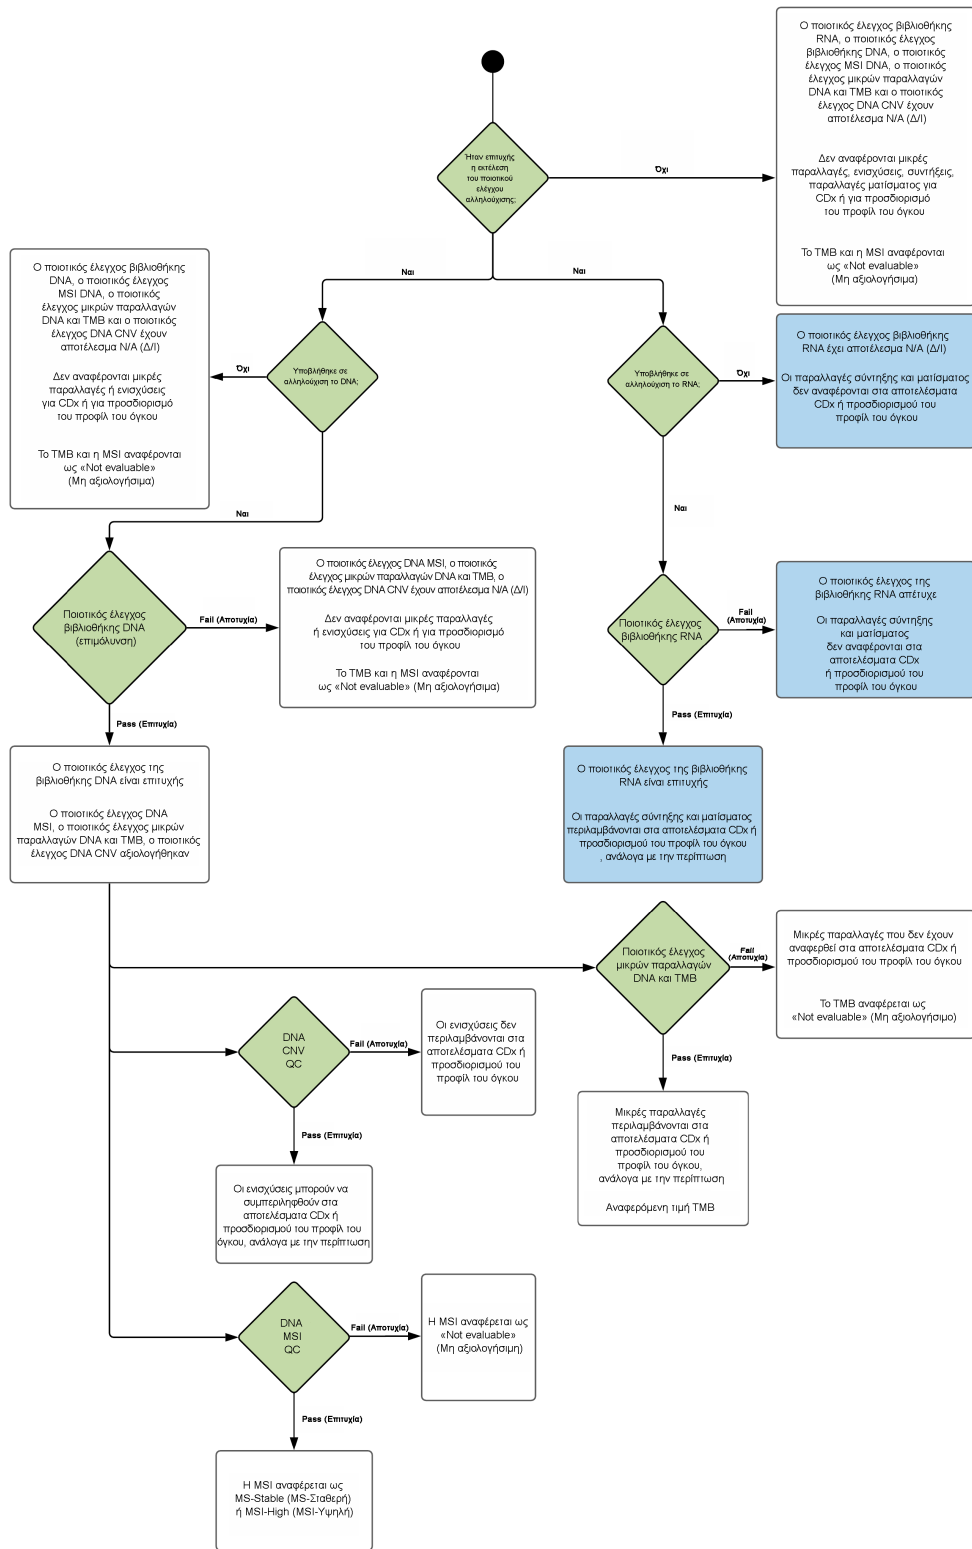 Ο ποιοτικός έλεγχος βιβλιοθήκης
RNA, ο ποιοτικός έλεγχος
βιβλιοθήκης DNA, ο ποιοτικός
έλεγχος MSI DNA, ο ποιοτικός
έλεγχος μικρών παραλλαγών
DNA και TMB και ο ποιοτικός
έλεγχος DNA CNV έχουν
αποτέλεσμα N/A (Δ/Ι)
Δεν αναφέρονται μικρές
παραλλαγές, ενισχύσεις, συντήξεις,
παραλλαγές ματίσματος για
CDx ή για προσδιορισμό
του προφίλ του όγκου
Το TMB και η MSI αναφέρονται
ως «Not evaluable»
(Μη αξιολογήσιμα)
Ήταν επιτυχής
η εκτέλεση
του ποιοτικού
ελέγχου
αλληλούχισης;
Όχι
Ναι
Ναι
Ο ποιοτικός έλεγχος βιβλιοθήκης
DNA, ο ποιοτικός έλεγχος
MSI DNA, ο ποιοτικός
έλεγχος μικρών παραλλαγών
DNA και TMB και ο ποιοτικός
έλεγχος DNA CNV έχουν
αποτέλεσμα N/A (Δ/Ι)
Δεν αναφέρονται μικρές
παραλλαγές ή ενισχύσεις
για CDx ή για προσδιορισμό
του προφίλ του όγκου
Το TMB και η MSI αναφέρονται
ως «Not evaluable»
(Μη αξιολογήσιμα)
Όχι
Υποβλήθηκε σε
αλληλούχιση το DNA;
Υποβλήθηκε σε
αλληλούχιση το RNA;
Όχι
Ο ποιοτικός έλεγχος βιβλιοθήκης
RNA έχει αποτέλεσμα N/A (Δ/Ι)
Οι παραλλαγές σύντηξης και ματίσματος
δεν αναφέρονται στα αποτελέσματα
CDx ή προσδιορισμού του
προφίλ του όγκου
Ναι
Ναι
Ποιοτικός έλεγχος
βιβλιοθήκης DNA
(επιμόλυνση)
Fail (Αποτυχία)
Ο ποιοτικός έλεγχος DNA MSI, ο ποιοτικός
έλεγχος μικρών παραλλαγών DNA και TMB, ο
ποιοτικός έλεγχος DNA CNV έχουν αποτέλεσμα N/A (Δ/Ι)
Δεν αναφέρονται μικρές παραλλαγές
ή ενισχύσεις για CDx ή για προσδιορισμό
του προφίλ του όγκου
Το TMB και η MSI αναφέρονται
ως «Not evaluable» (Μη αξιολογήσιμα)
Ποιοτικός έλεγχος
βιβλιοθήκης RNA
Fail
(Αποτυχία)
Ο ποιοτικός έλεγχος της
βιβλιοθήκης RNA απέτυχε
Οι παραλλαγές σύντηξης
και ματίσματος
δεν αναφέρονται στα
αποτελέσματα CDx
ή προσδιορισμού του
προφίλ του όγκου
Pass (Επιτυχία)
Pass (Επιτυχία)
Ο ποιοτικός έλεγχος της
βιβλιοθήκης DNA είναι επιτυχής
Ο ποιοτικός έλεγχος DNA
MSI, ο ποιοτικός έλεγχος μικρών
παραλλαγών DNA και TMB, ο ποιοτικός
έλεγχος DNA CNV αξιολογήθηκαν
Ο ποιοτικός έλεγχος της βιβλιοθήκης
RNA είναι επιτυχής
Οι παραλλαγές σύντηξης και ματίσματος
περιλαμβάνονται στα αποτελέσματα CDx ή
προσδιορισμού του προφίλ του όγκου
, ανάλογα με την περίπτωση
Ποιοτικός έλεγχος
μικρών παραλλαγών
DNA και TMB
Fail
(Αποτυχία)
Μικρές παραλλαγές που δεν έχουν
αναφερθεί στα αποτελέσματα CDx ή
προσδιορισμού του προφίλ του όγκου
Το TMB αναφέρεται ως
«Not evaluable» (Μη αξιολογήσιμο)
DNA
CNV
QC
Fail (Αποτυχία)
Οι ενισχύσεις δεν
περιλαμβάνονται στα
αποτελέσματα CDx ή
προσδιορισμού του
προφίλ του όγκου
Pass (Επιτυχία)
Μικρές παραλλαγές
περιλαμβάνονται στα
αποτελέσματα CDx ή
προσδιορισμού του
προφίλ του όγκου,
ανάλογα με την περίπτωση
Αναφερόμενη τιμή TMB
Pass (Επιτυχία)
Οι ενισχύσεις μπορούν να
συμπεριληφθούν στα
αποτελέσματα CDx ή
προσδιορισμού του προφίλ του
όγκου, ανάλογα με την περίπτωση
DNA
MSI
QC
Fail (Αποτυχία)
Η MSI αναφέρεται ως
«Not evaluable»
(Μη αξιολογήσιμη)
Pass (Επιτυχία)
Η MSI αναφέρεται ως
MS-Stable (MS-Σταθερή)
ή MSI-High (MSI-Υψηλή)